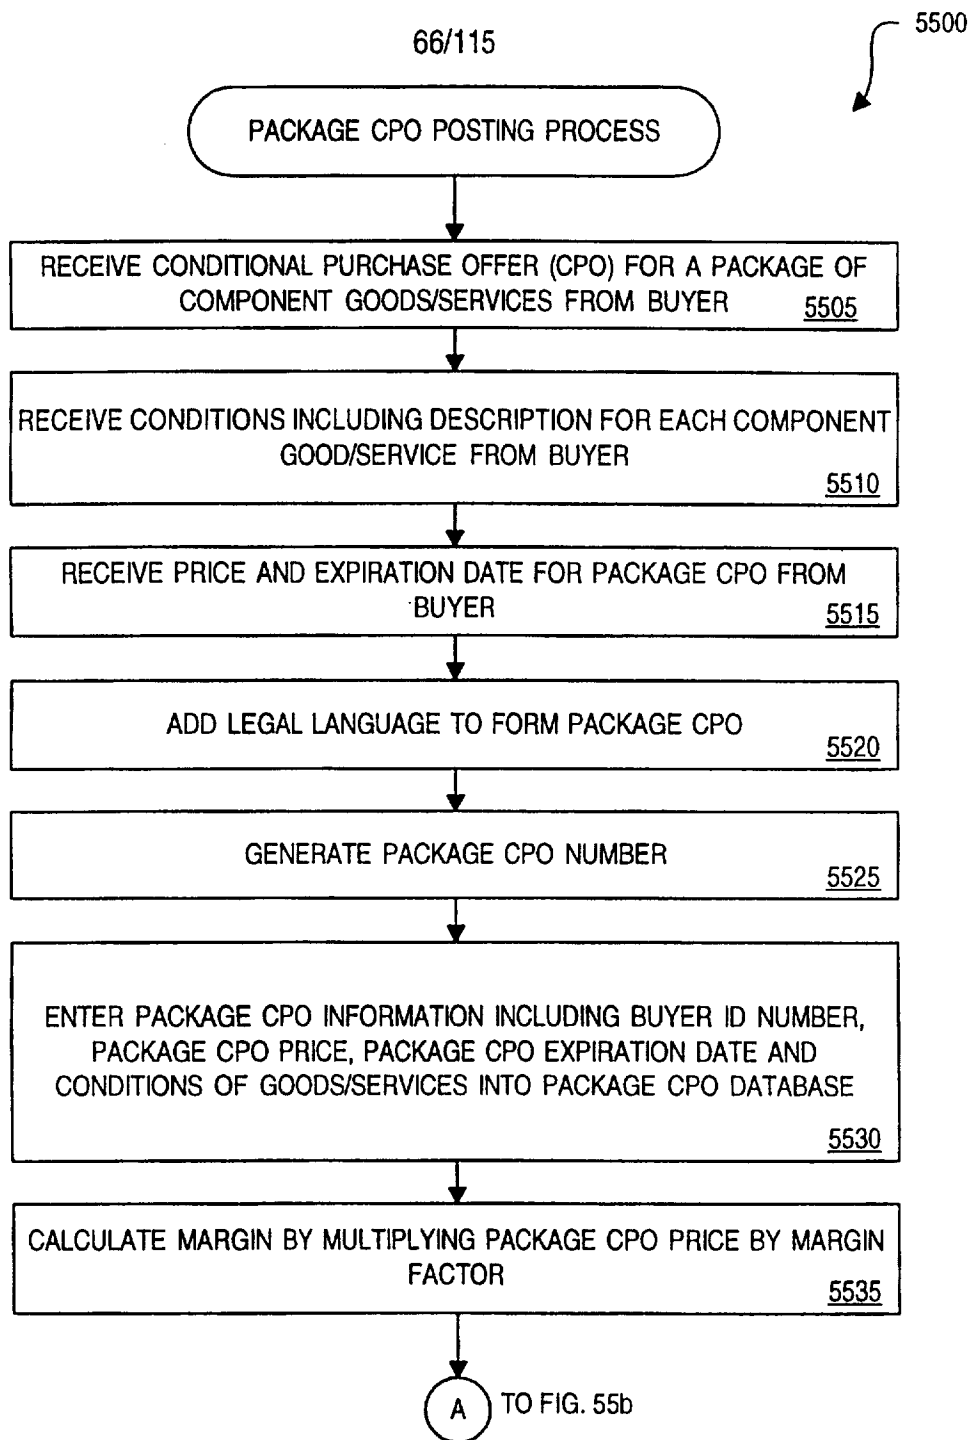 5500
66/115
PACKAGE CPO POSTING PROCESS
RECEIVE CONDITIONAL PURCHASE OFFER (CPO) FOR A PACKAGE OF
COMPONENT GOODS/SERVICES FROM BUYER 5505
RECEIVE CONDITIONS INCLUDING DESCRIPTION FOR EACH COMPONENT
GOOD/SERVICE FROM BUYER
5510
RECEIVE PRICE AND EXPIRATION DATE FOR PACKAGE CPO FROM
BUYER 5515
ADD LEGAL LANGUAGE TO FORM PACKAGE CPO
5520
GENERATE PACKAGE CPO NUMBER
5525
ENTER PACKAGE CPO INFORMATION INCLUDING BUYER ID NUMBER,
PACKAGE CPO PRICE, PACKAGE CPO EXPIRATION DATE AND
CONDITIONS OF GOODS/SERVICES INTO PACKAGE CPO DATABASE
5530
CALCULATE MARGIN BY MULTIPLYING PACKAGE CPO PRICE BY MARGIN
FACTOR 5535
A TO FIG. 55b